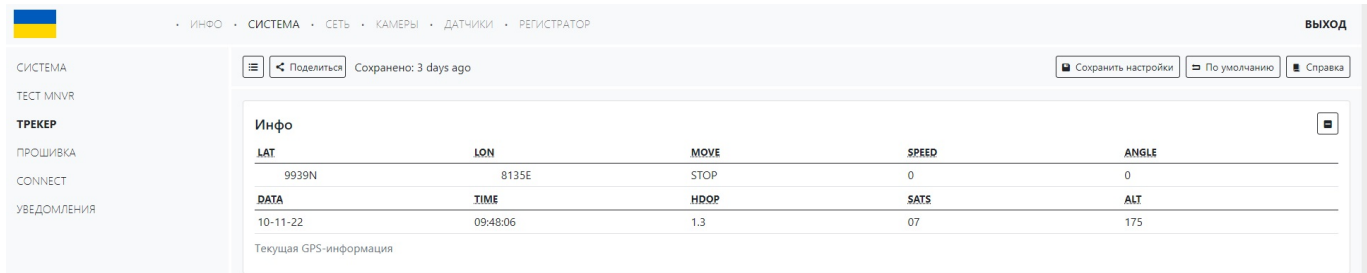 • ИНФО • СИСТЕМА • СЕТЬ • КАМЕРЫ • ДАТЧИКИ • РЕГИСТРАТОР ВЫХОД
СИСТЕМА
ТЕСТ MNVR
ТРЕКЕР
ПРОШИВКА
CONNECT
УВЕДОМЛЕНИЯ
Поделиться Сохранено: 3 days ago Сохранить настройки По умолчанию Справка
Инфо
LAT LON MOVE SPEED ANGLE
9939N 8135E STOP 0 0
DATA TIME HDOP SATS ALT
10-11-22 09:48:06 1.3 07 175
Текущая GPS-информация